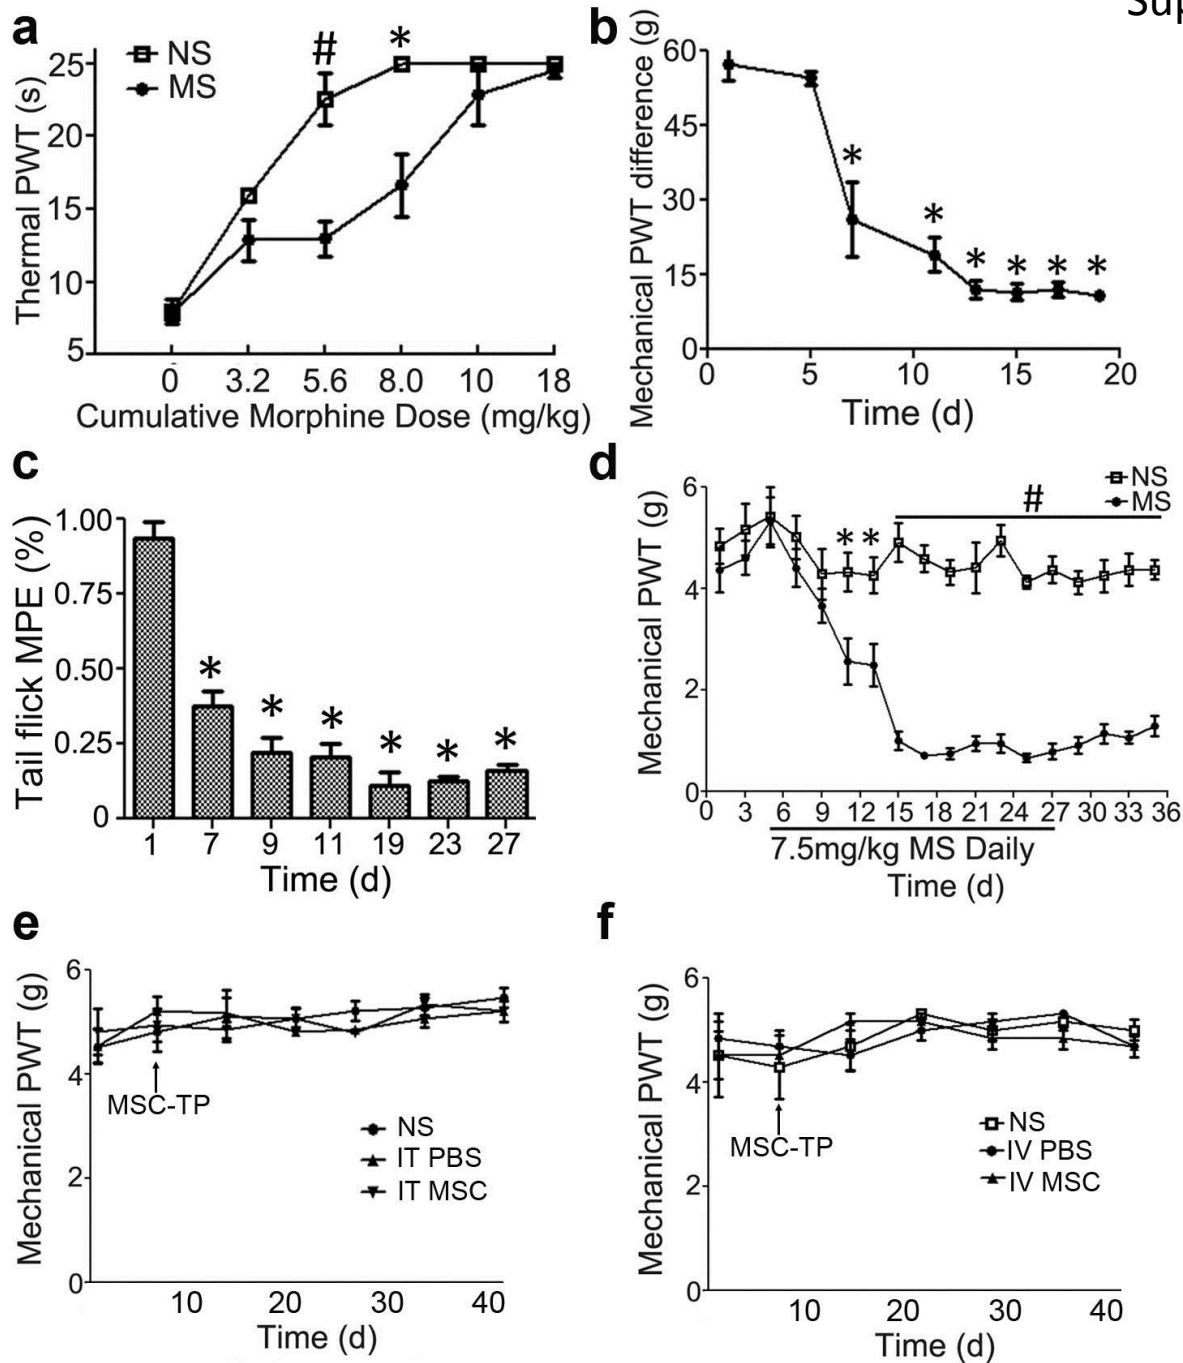 Sup
a
NS
MS
#
*
Thermal PWT (s)
25
20
15
10
5
0 3.2 5.6 8.0 10 18
Cumulative Morphine Dose (mg/kg)
b
Mechanical PWT difference (g)
60
45
30
15
0
* * * * * *
0 5 10 15 20
Time (d)
c
Tail flick MPE (%)
1.00
0.75
0.50
0.25
0
* * * * * *
1 7 9 11 19 23 27
Time (d)
d
NS
MS
#
* *
Mechanical PWT (g)
6
4
2
0
0 3 6 9 12 15 18 21 24 27 30 33 36
7.5mg/kg MS Daily
Time (d)
e
Mechanical PWT (g)
6
4
2
0
MSC-TP
NS
IT PBS
IT MSC
10 20 30 40
Time (d)
f
Mechanical PWT (g)
6
4
2
0
MSC-TP
NS
IV PBS
IV MSC
10 20 30 40
Time (d)